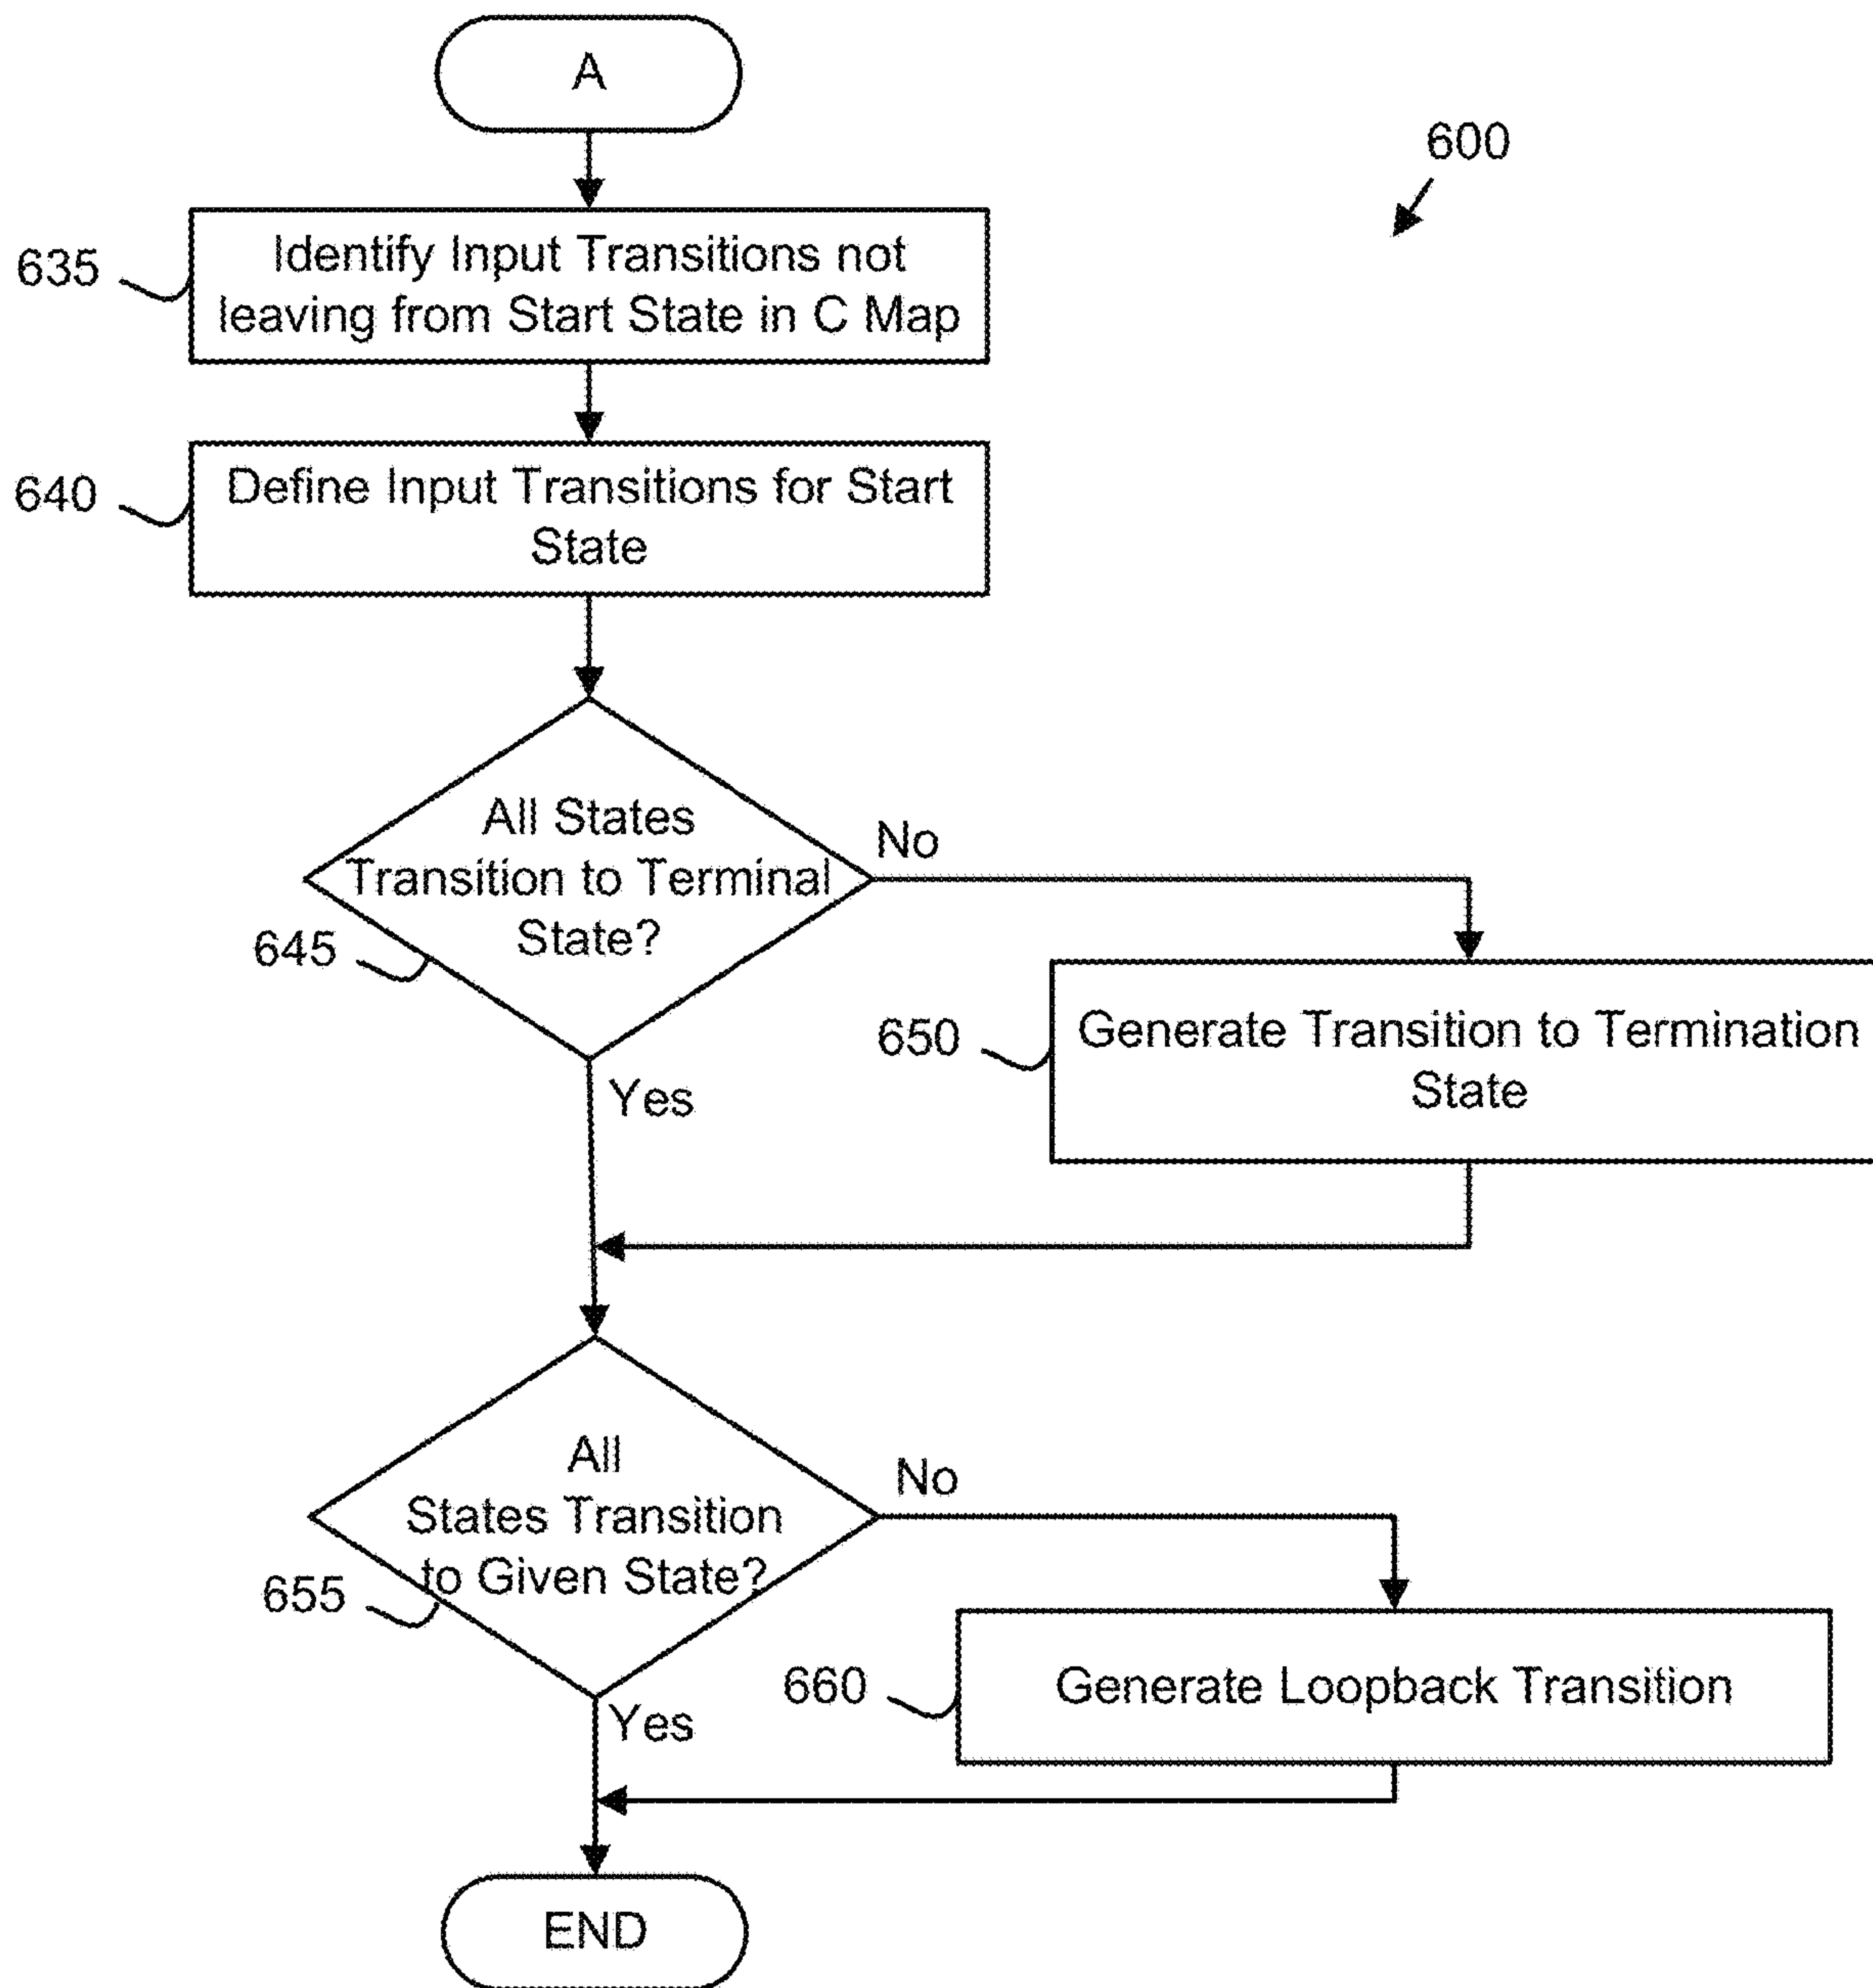 A
600
635
Identify Input Transitions not
leaving from Start State in C Map
640
Define Input Transitions for Start
State
All States
Transition to Terminal
State?
No
645
Yes
650
Generate Transition to Termination
State
All
States Transition
to Given State?
No
655
Yes
660
Generate Loopback Transition
END